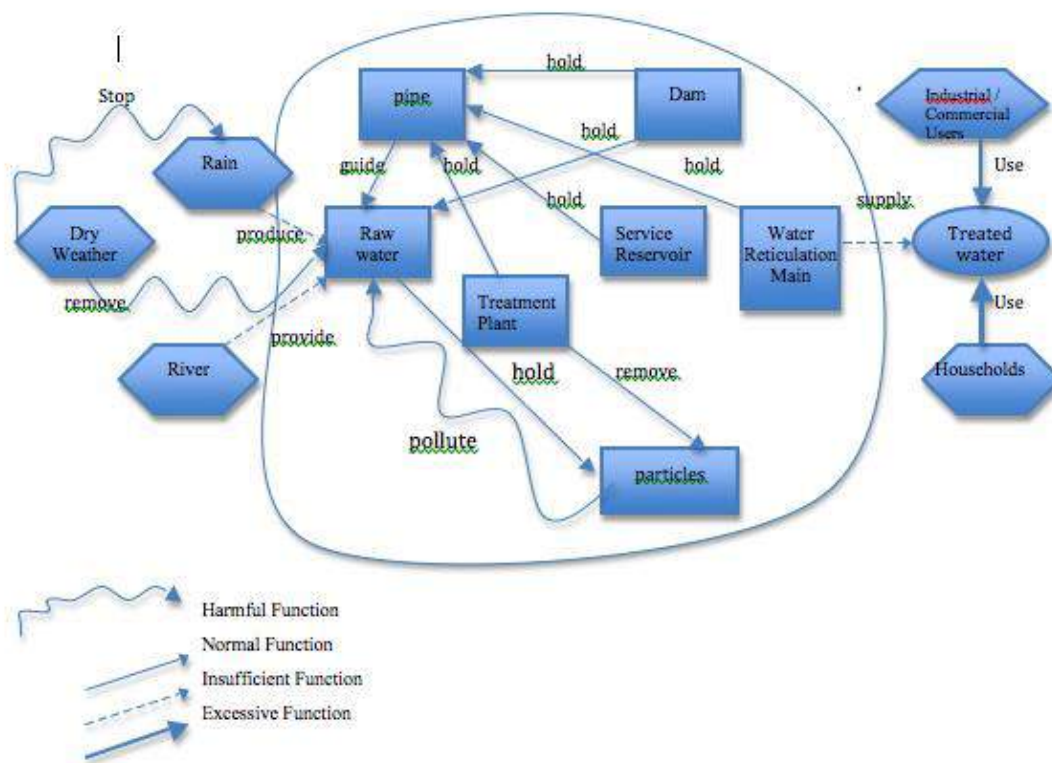 Stop
Rain
Dry
Weather
River
remove
produce
provide
pipe
Dam
hold
hold
guide
hold
hold
hold
Raw
water
Service
Reservoir
Water
Reticulation
Main
Treatment
Plant
hold
remove
pollute
particles
supply
Industrial /
Commercial
Users
Use
Treated
water
Use
Households
Harmful Function
Normal Function
Insufficient Function
Excessive Function